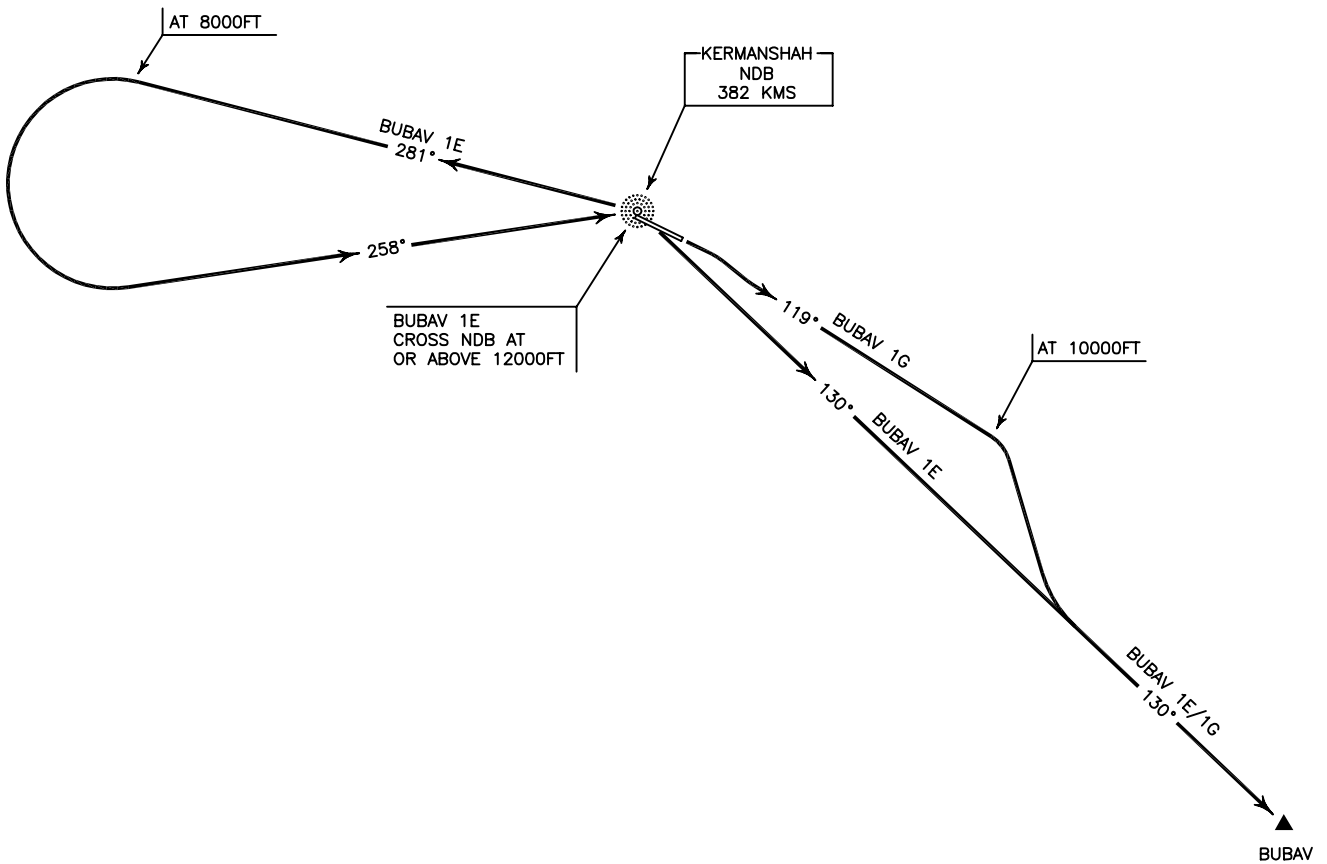 AT 8000FT
KERMANSHAH
NDB
382 KMS
BUBAV 1E
281°
258°
BUBAV 1E
CROSS NDB AT
OR ABOVE 12000FT
119°
BUBAV 1G
AT 10000FT
130°
BUBAV 1E
BUBAV 1E/1G
130°
BUBAV